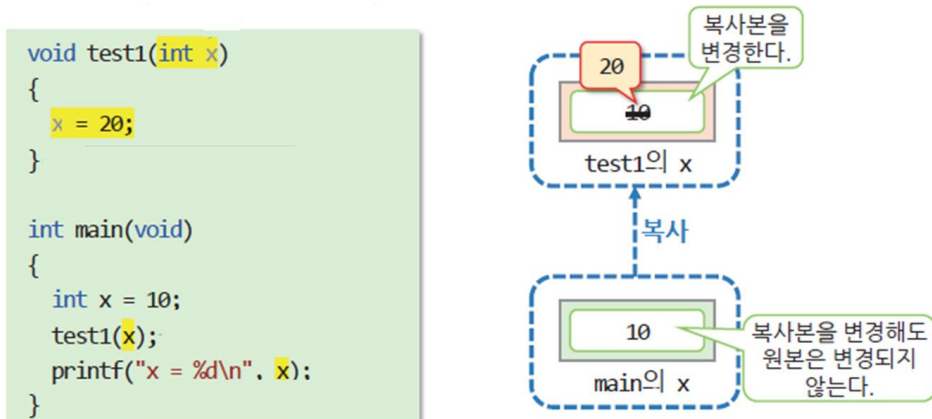 void test1(int x)
{
x = 20;
}
int main(void)
{
int x = 10;
test1(x);
printf("x = %d\n", x);
}
복사본을
변경한다.
20
10
test1의 x
복사
10
main의 x
복사본을 변경해도
원본은 변경되지
않는다.